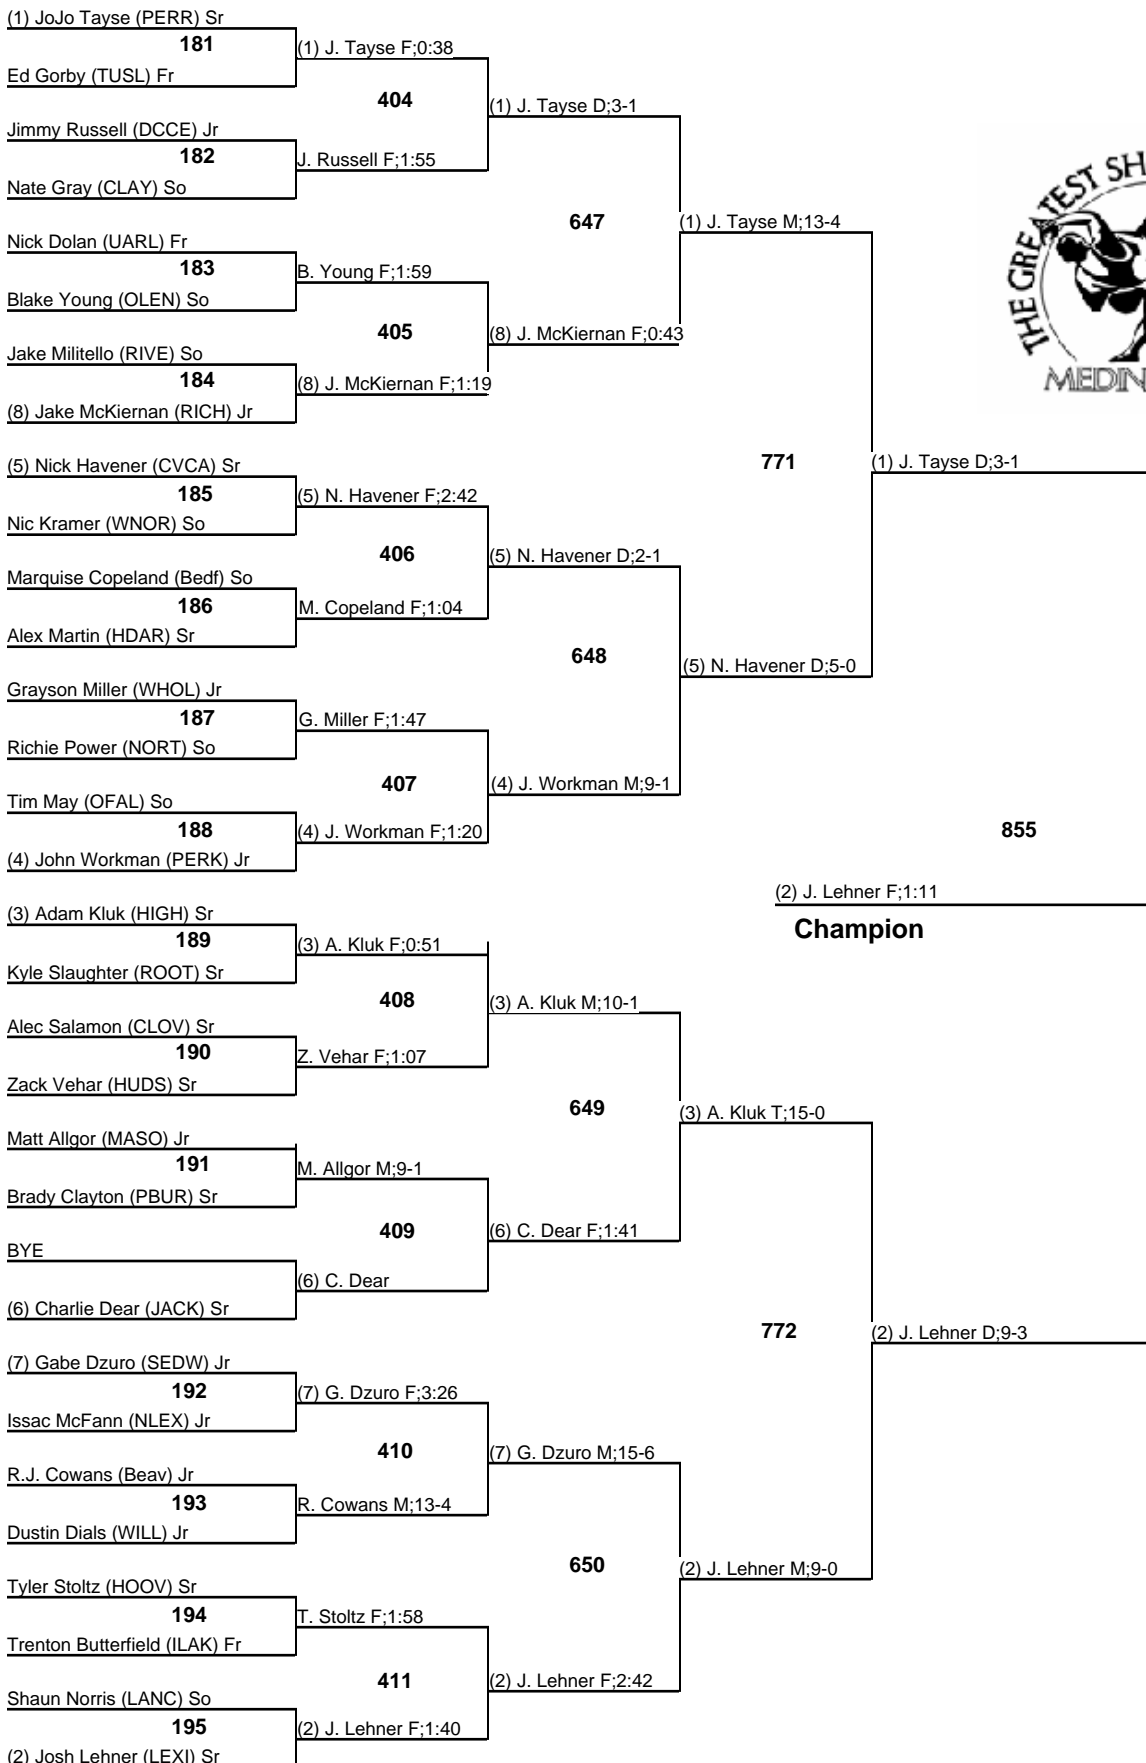 (1) JoJo Tayse (PERR) Sr
181
(1) J. Tayse F;0:38
Ed Gorby (TUSL) Fr
404
(1) J. Tayse D;3-1
Jimmy Russell (DCCE) Jr
182
J. Russell F;1:55
Nate Gray (CLAY) So
647
(1) J. Tayse M;13-4
Nick Dolan (UARL) Fr
183
B. Young F;1:59
Blake Young (OLEN) So
405
(8) J. McKiernan F;0:43
Jake Militello (RIVE) So
184
(8) J. McKiernan F;1:19
(8) Jake McKiernan (RICH) Jr
THE GREATEST SH
MEDIN
771
(1) J. Tayse D;3-1
(5) Nick Havener (CVCA) Sr
185
(5) N. Havener F;2:42
Nic Kramer (WNOR) So
406
(5) N. Havener D;2-1
Marquise Copeland (Bedf) So
186
M. Copeland F;1:04
Alex Martin (HDAR) Sr
648
(5) N. Havener D;5-0
Grayson Miller (WHOL) Jr
187
G. Miller F;1:47
Richie Power (NORT) So
407
(4) J. Workman M;9-1
Tim May (OFAL) So
188
(4) J. Workman F;1:20
(4) John Workman (PERK) Jr
855
(2) J. Lehner F;1:11
Champion
(3) Adam Kluk (HIGH) Sr
189
(3) A. Kluk F;0:51
Kyle Slaughter (ROOT) Sr
408
(3) A. Kluk M;10-1
Alec Salamon (CLOV) Sr
190
Z. Vehar F;1:07
Zack Vehar (HUDS) Sr
649
(3) A. Kluk T;15-0
Matt Allgor (MASO) Jr
191
M. Allgor M;9-1
Brady Clayton (PBUR) Sr
409
(6) C. Dear F;1:41
BYE
(6) C. Dear
(6) Charlie Dear (JACK) Sr
772
(2) J. Lehner D;9-3
(7) Gabe Dzuro (SEDW) Jr
192
(7) G. Dzuro F;3:26
Issac McFann (NLEX) Jr
410
(7) G. Dzuro M;15-6
R.J. Cowans (Beav) Jr
193
R. Cowans M;13-4
Dustin Dials (WILL) Jr
650
(2) J. Lehner M;9-0
Tyler Stoltz (HOOV) Sr
194
T. Stoltz F;1:58
Trenton Butterfield (ILAK) Fr
411
(2) J. Lehner F;2:42
Shaun Norris (LANC) So
195
(2) J. Lehner F;1:40
(2) Josh Lehner (LEXI) Sr